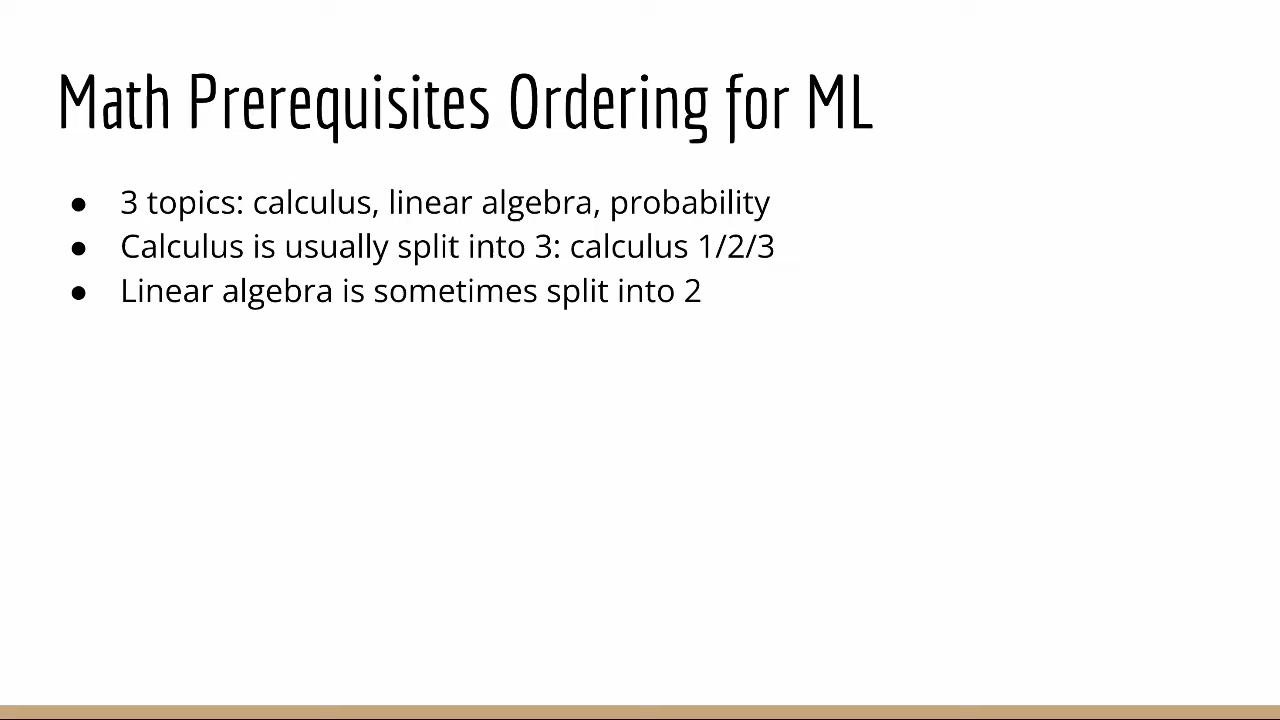 Math Prerequisites Ordering for ML
● 3 topics: calculus, linear algebra, probability
● Calculus is usually split into 3: calculus 1/2/3
● Linear algebra is sometimes split into 2